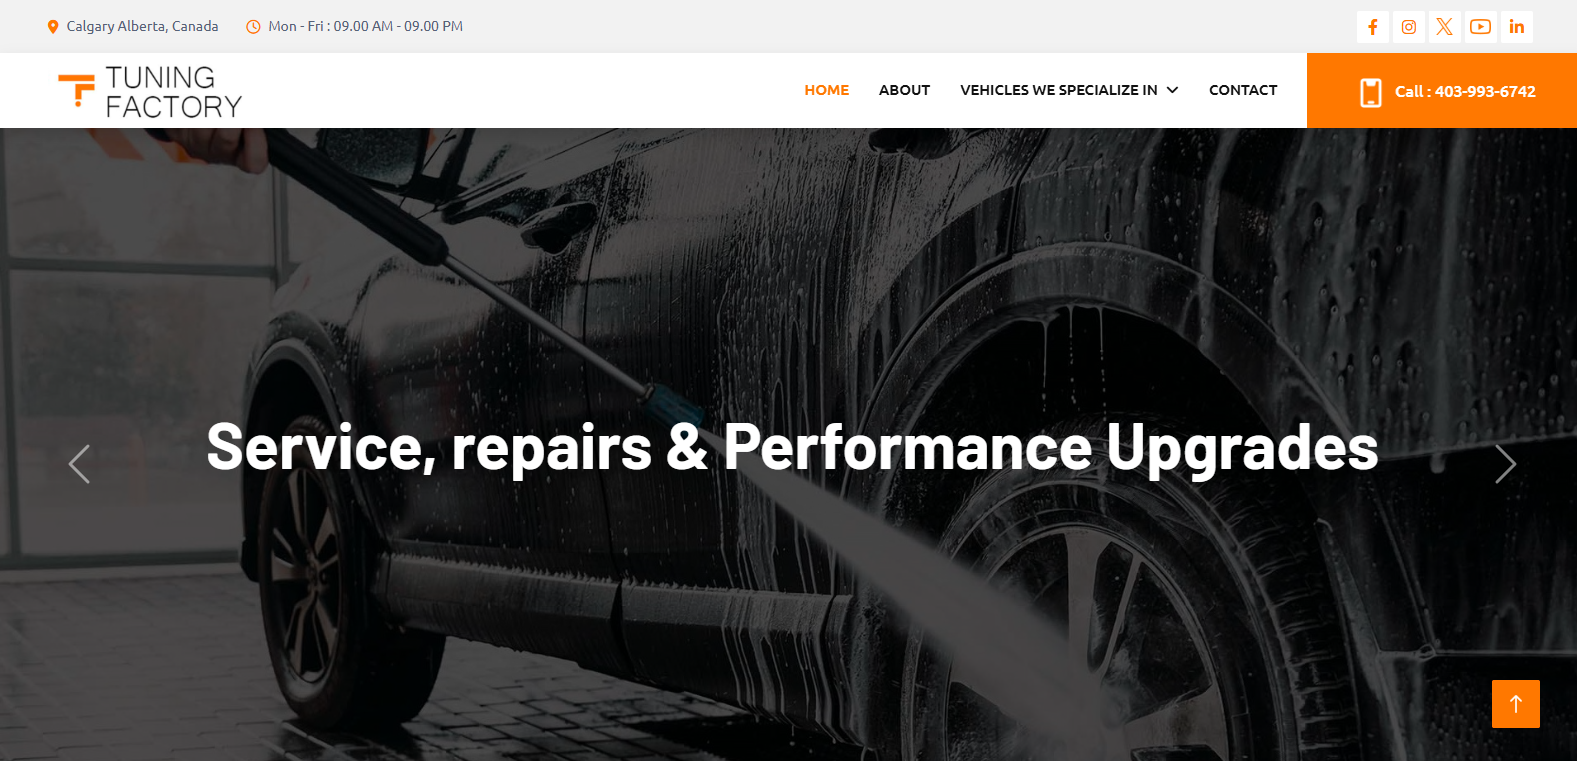 Calgary Alberta, Canada
Mon - Fri : 09.00 AM - 09.00 PM
TUNING
FACTORY
HOME
ABOUT
VEHICLES WE SPECIALIZE IN
CONTACT
Call : 403-993-6742
Service, repairs & Performance Upgrades